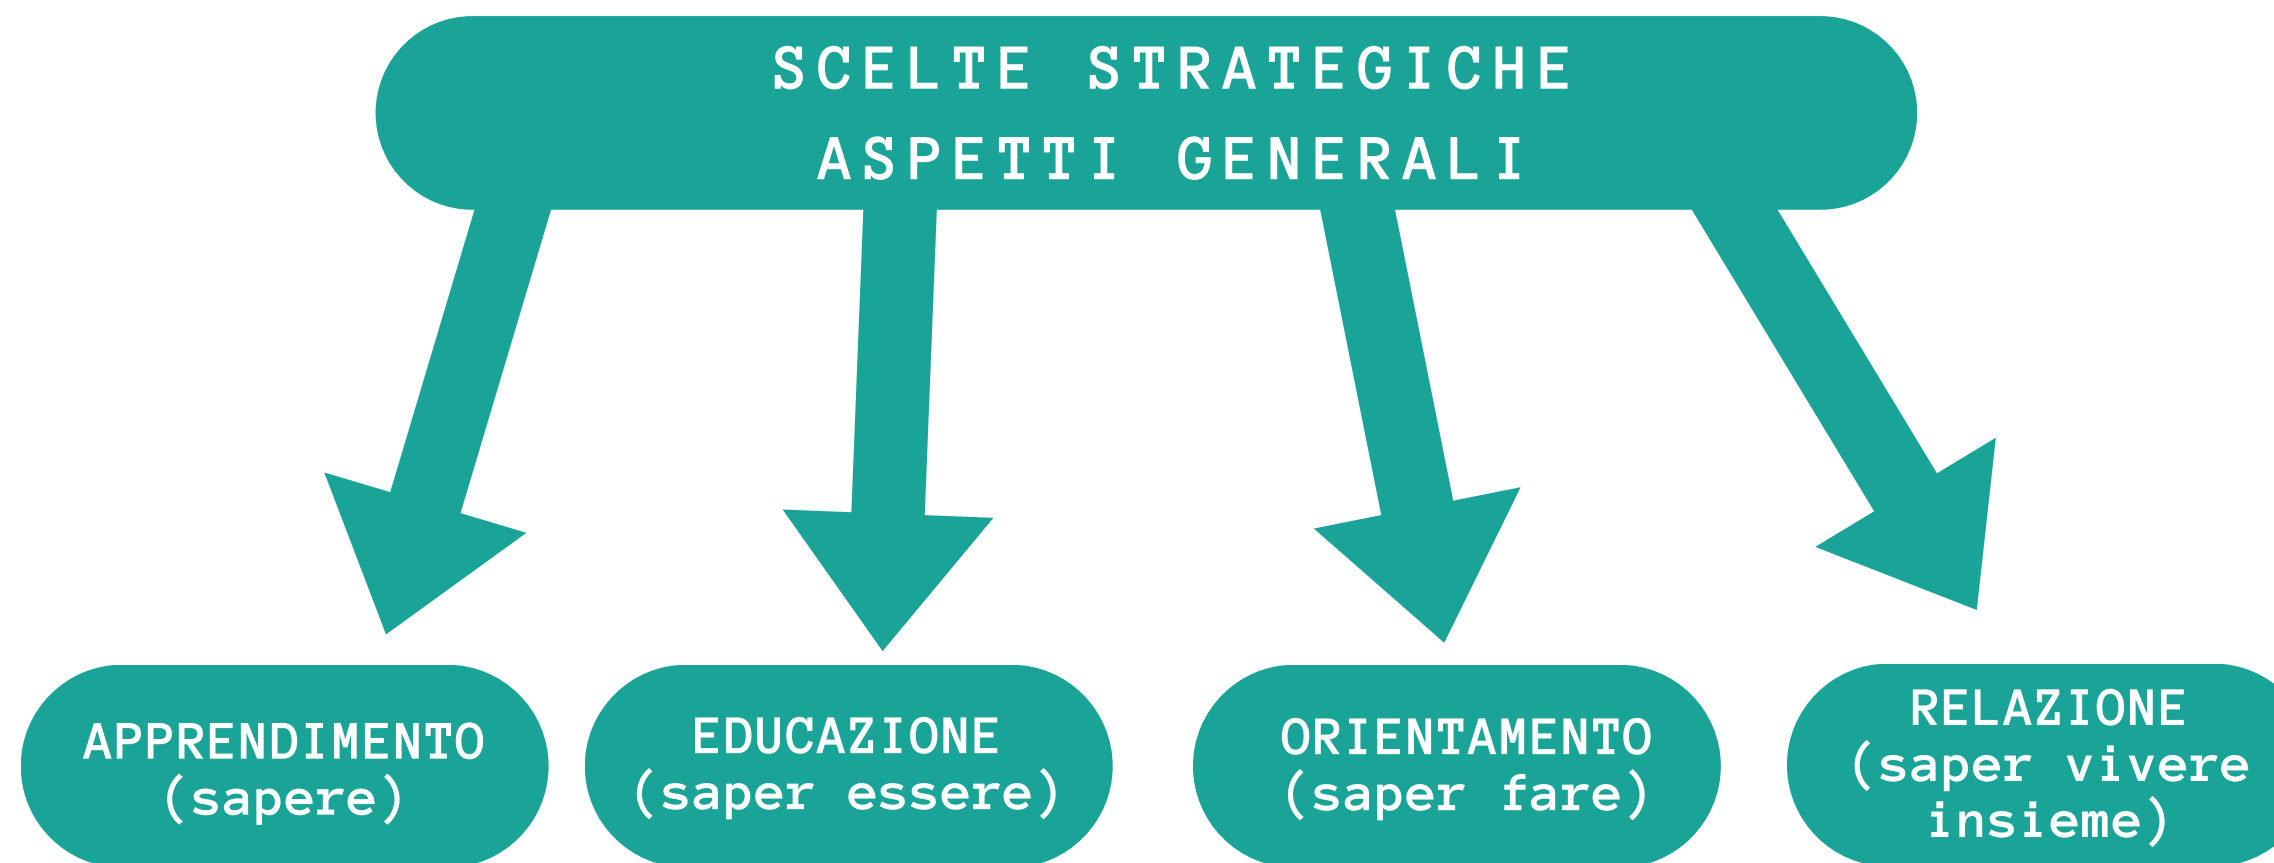 SCELTE STRATEGICHE
ASPETTI GENERALI
APPRENDIMENTO
(sapere)
EDUCAZIONE
(saper essere)
ORIENTAMENTO
(saper fare)
RELAZIONE
(saper vivere
insieme)